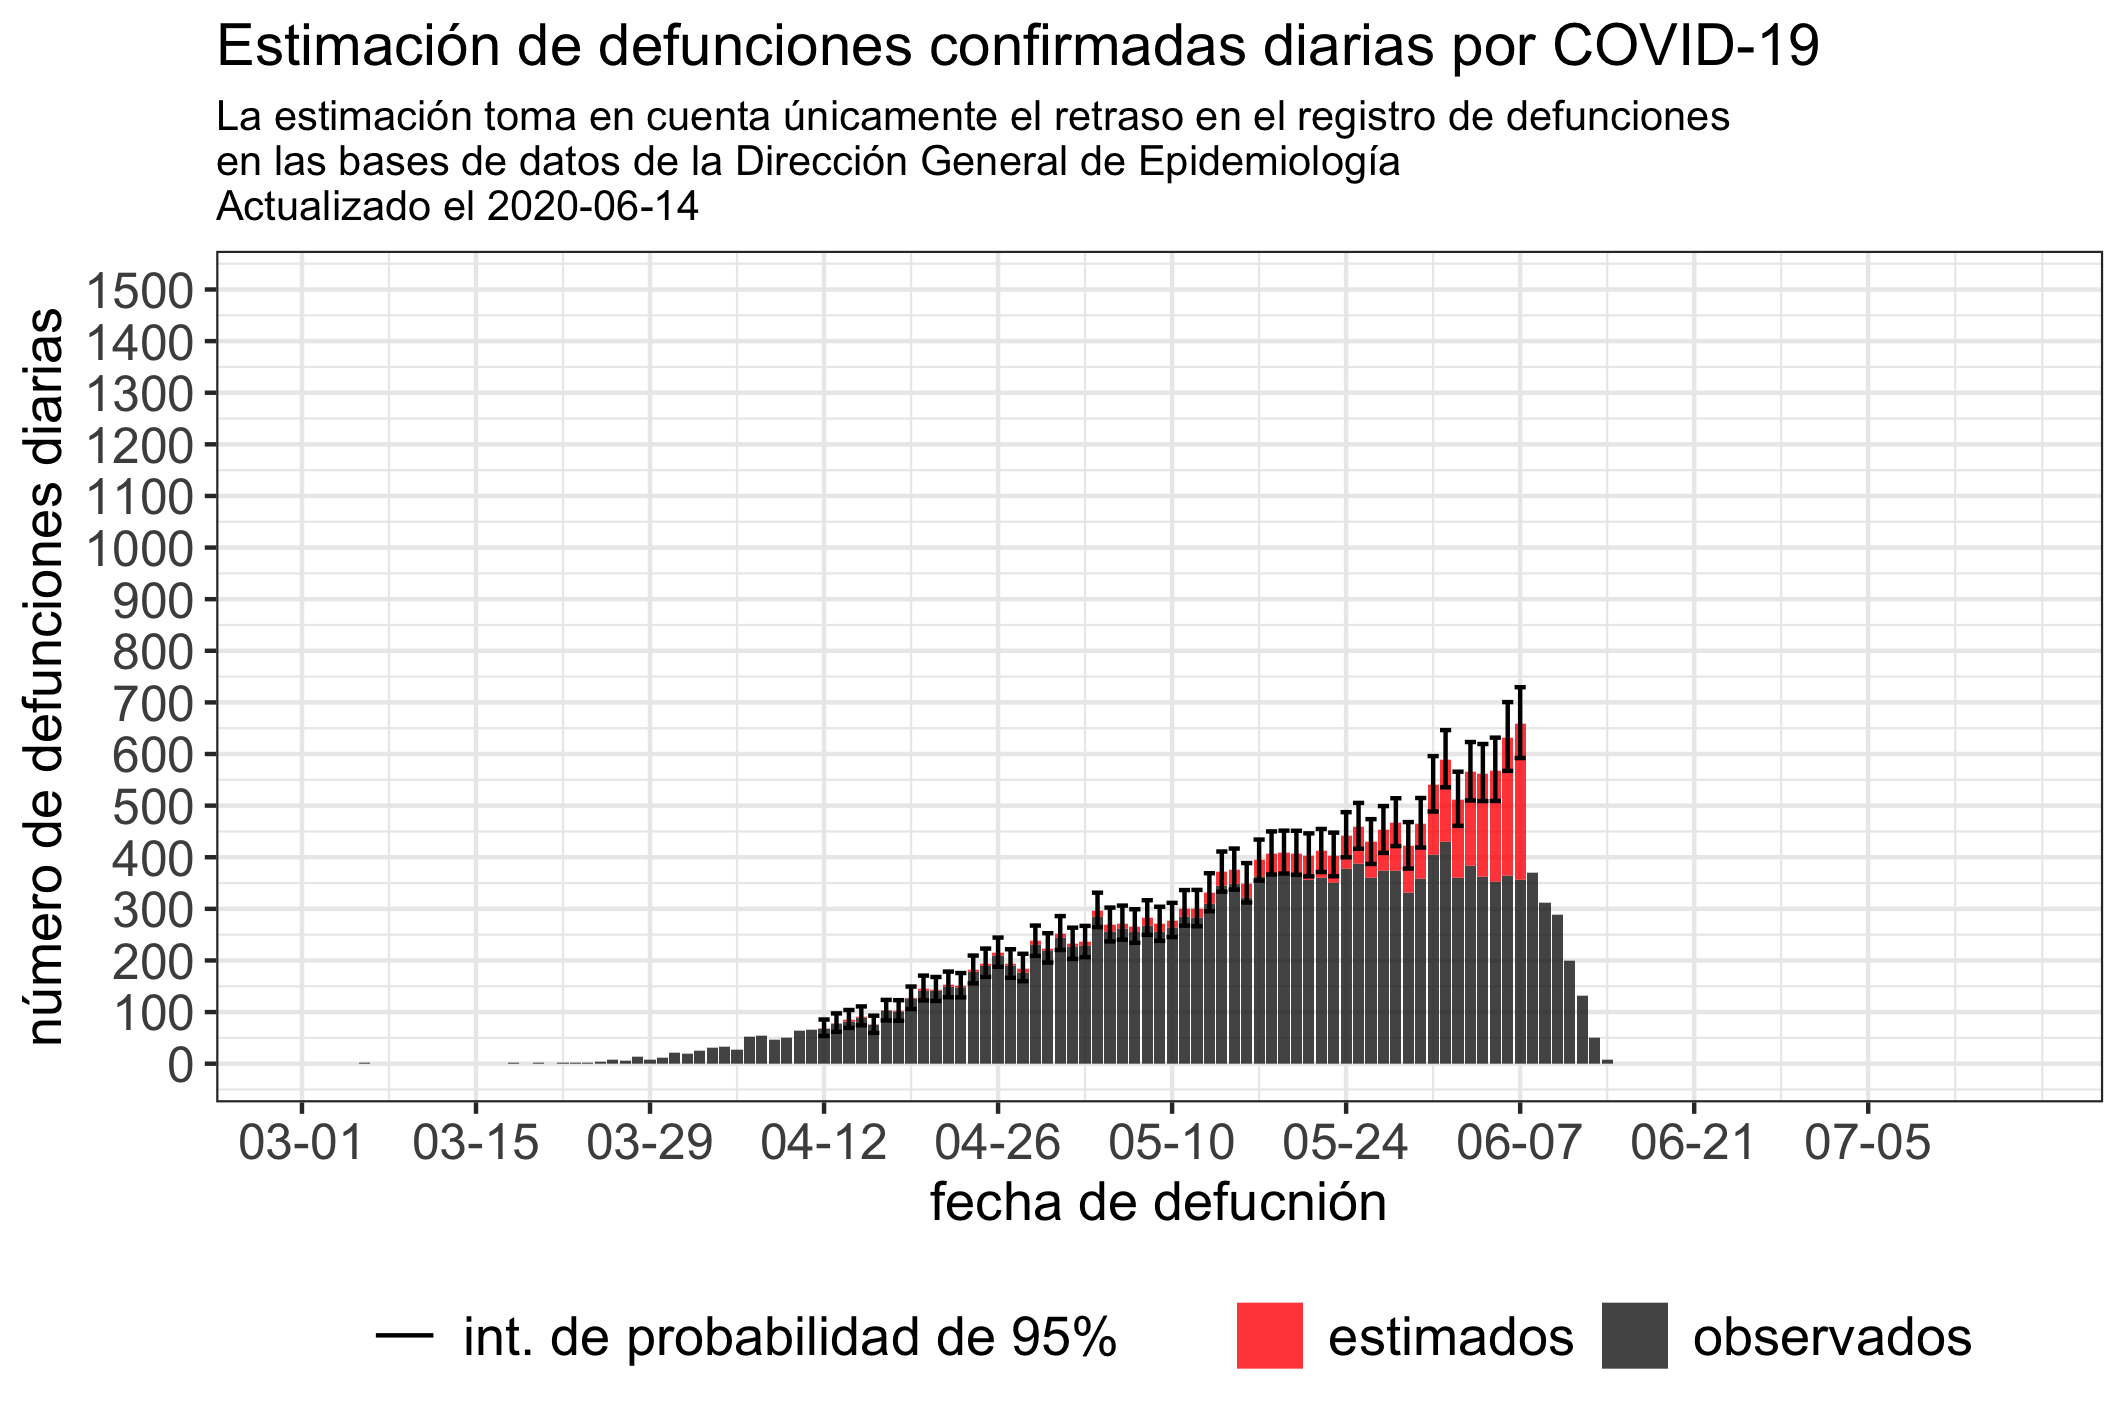 Estimación de defunciones confirmadas diarias por COVID-19
La estimación toma en cuenta únicamente el retraso en el registro de defunciones
en las bases de datos de la Dirección General de Epidemiología
Actualizado el 2020-06-14
número de defunciones diarias
1500
1400
1300
1200
1100
1000
900
800
700
600
500
400
300
200
100
0
03-01 03-15 03-29 04-12 04-26 05-10 05-24 06-07 06-21 07-05
fecha de defucnión
int. de probabilidad de 95% estimados observados